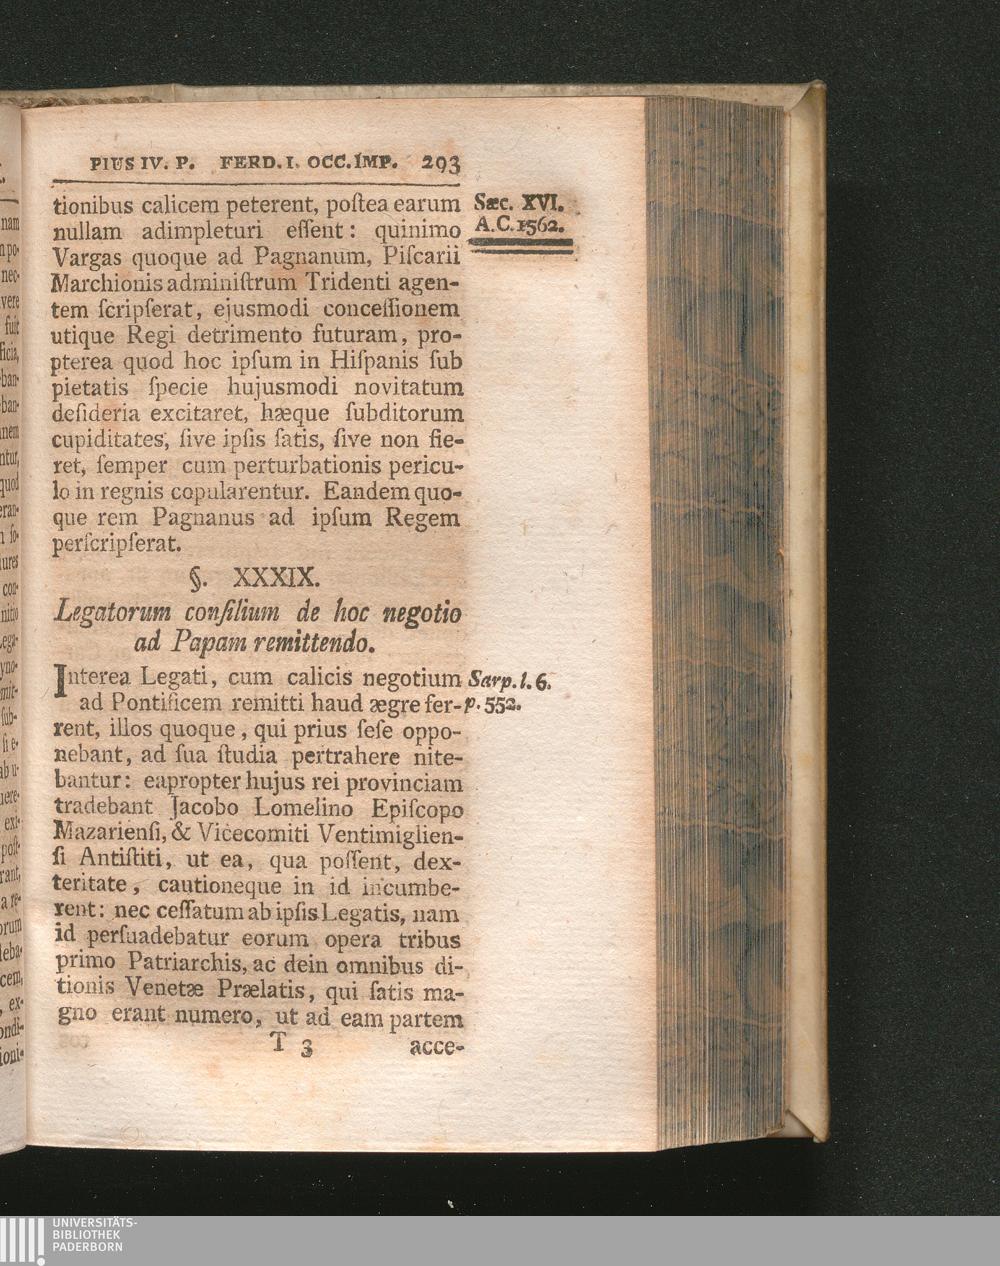 PIUS IV. P. FERD. I. OCC. IMP. 293
Sæc. XVI.
A.C. 1562.
tionibus calicem peterent, poſtea earum
nullam adimpleturi eſſent: quinimo
Vargas quoque ad Pagnanum, Piſcarii
Marchionis adminiſtrum Tridenti agen-
tem ſcripſerat, ejusmodi conceſſionem
utique Regi detrimento futuram, pro-
pterea quod hoc ipſum in Hiſpanis ſub
pietatis ſpecie hujusmodi novitatum
deſideria excitaret, hæque ſubditorum
cupiditates, ſive ipſis ſatis, ſive non fie-
ret, ſemper cum perturbationis pericu-
lo in regnis copularentur. Eandem quo-
que rem Pagnanus ad ipſum Regem
perſcripſerat.
§. XXXIX.
Legatorum conſilium de hoc negotio
ad Papam remittendo.
Sarp. l. 6.
p. 552.
Interea Legati, cum calicis negotium
ad Pontificem remitti haud ægre fer-
rent, illos quoque, qui prius ſeſe oppo-
nebant, ad ſua ſtudia pertrahere nite-
bantur: eapropter hujus rei provinciam
tradebant Jacobo Lomelino Epiſcopo
Mazarienſi, & Vicecomiti Ventimiglien-
ſi Antiſtiti, ut ea, qua poſſent, dex-
teritate, cautioneque in id incumbe-
rent: nec ceſſatum ab ipſis Legatis, nam
id perſuadebatur eorum opera tribus
primo Patriarchis, ac dein omnibus di-
tionis Venetæ Prælatis, qui ſatis ma-
gno erant numero, ut ad eam partem
T 3 acce-
UNIVERSITÄTS-
BIBLIOTHEK
PADERBORN